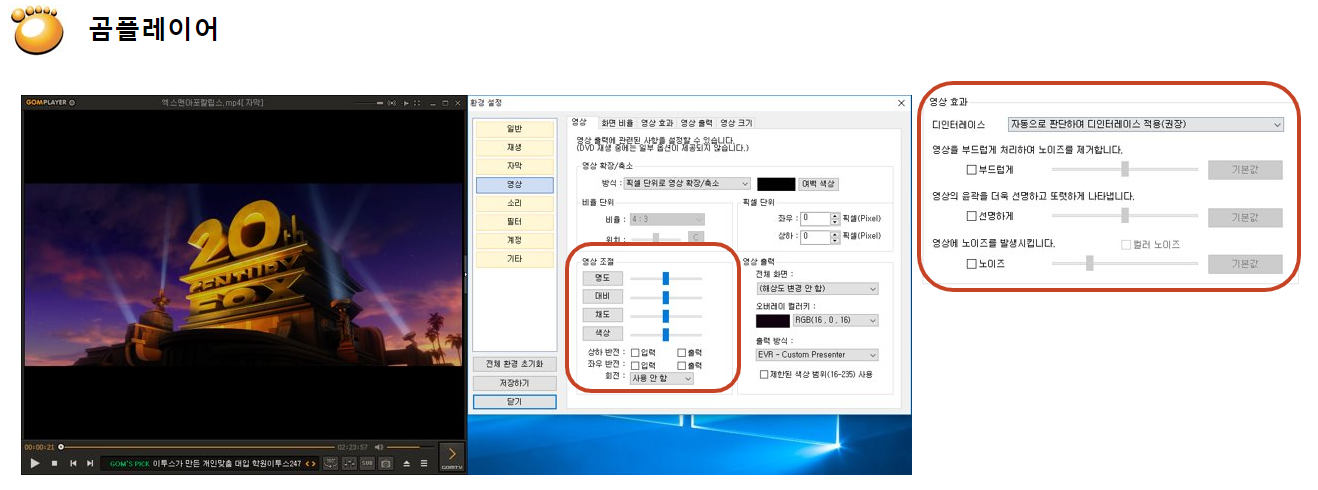 곰플레이어
GOMPLAYER
엑스맨아포칼립스.mp4[ 자막]
20th
CENTURY
FOX
00:00:21
02:23:57
GOM'S PICK 이투스가 만든 개인맞춤 대입 학원이투스247
SUB
GOMTV
환경 설정
일반
재생
자막
영상
소리
필터
계정
기타
전체 환경 초기화
저장하기
닫기
영상 화면 비율 영상 효과 영상 출력 영상 크기
영상 출력에 관련된 사항을 설정할 수 있습니다.
(DVD 재생 중에는 일부 옵션이 제공되지 않습니다.)
영상 확장/축소
방식 : 픽셀 단위로 영상 확장/축소 여백 색상
비율 단위
비율 : 4 : 3
위치 : C
픽셀 단위
좌우 : 0 픽셀(Pixel)
상하 : 0 픽셀(Pixel)
영상 조절
명도
대비
채도
색상
상하 반전 : 입력 출력
좌우 반전 : 입력 출력
회전 : 사용 안 함
영상 출력
전체 화면 :
(해상도 변경 안 함)
오버레이 컬러키 :
RGB(16 , 0 , 16)
출력 방식 :
EVR - Custom Presenter
제한된 색상 범위(16-235) 사용
영상 효과
디인터레이스 자동으로 판단하여 디인터레이스 적용(권장)
영상을 부드럽게 처리하여 노이즈를 제거합니다.
부드럽게 기본값
영상의 윤곽을 더욱 선명하고 또렷하게 나타냅니다.
선명하게 기본값
영상에 노이즈를 발생시킵니다. 컬러 노이즈
노이즈 기본값